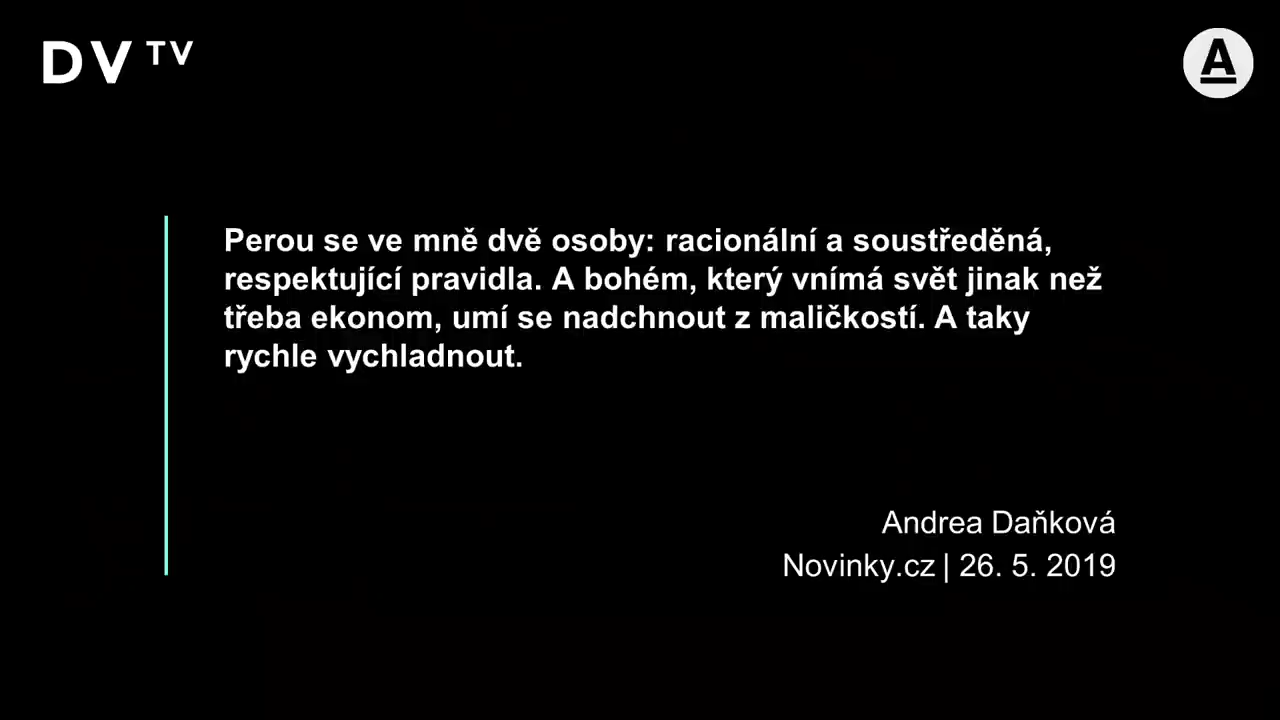 DV TV
A
Perou se ve mně dvě osoby: racionální a soustředěná,
respektující pravidla. A bohém, který vnímá svět jinak než
třeba ekonom, umí se nadchnout z maličkostí. A taky
rychle vychladnout.
Andrea Daňková
Novinky.cz | 26. 5. 2019